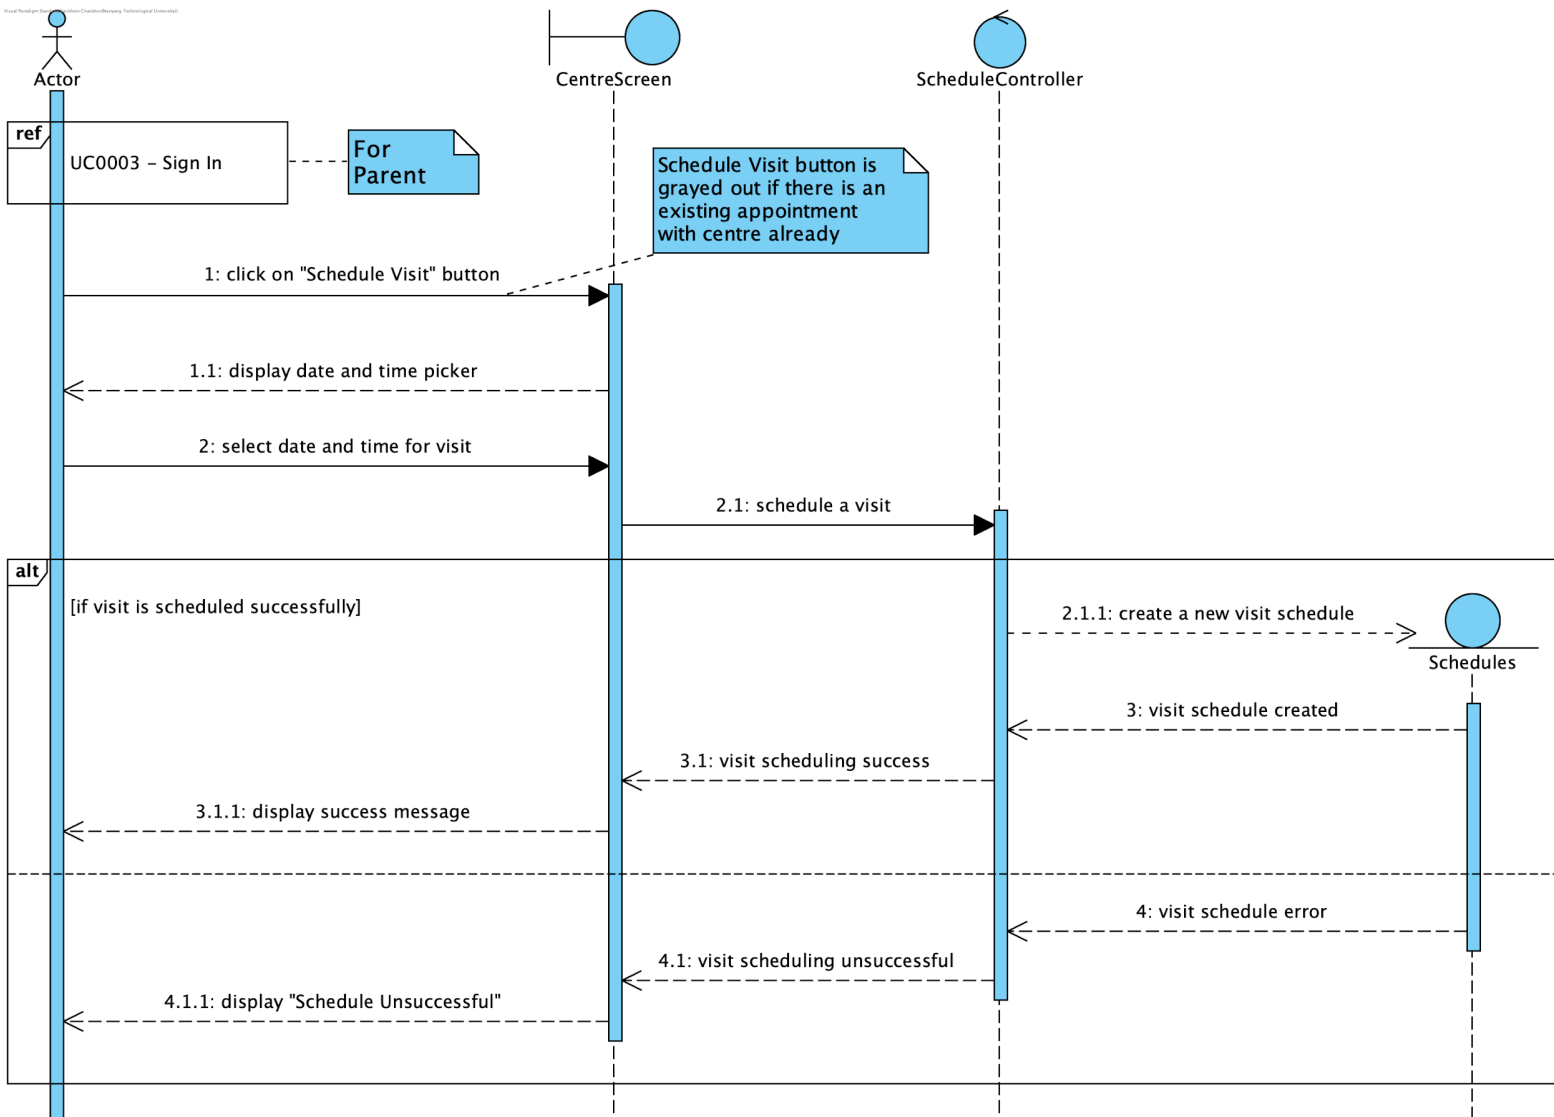 Actor
CentreScreen
ScheduleController
ref
UC0003 - Sign In
For
Parent
Schedule Visit button is
grayed out if there is an
existing appointment
with centre already
1: click on "Schedule Visit" button
1.1: display date and time picker
2: select date and time for visit
2.1: schedule a visit
alt
[if visit is scheduled successfully]
2.1.1: create a new visit schedule
Schedules
3: visit schedule created
3.1: visit scheduling success
3.1.1: display success message
4: visit schedule error
4.1: visit scheduling unsuccessful
4.1.1: display "Schedule Unsuccessful"